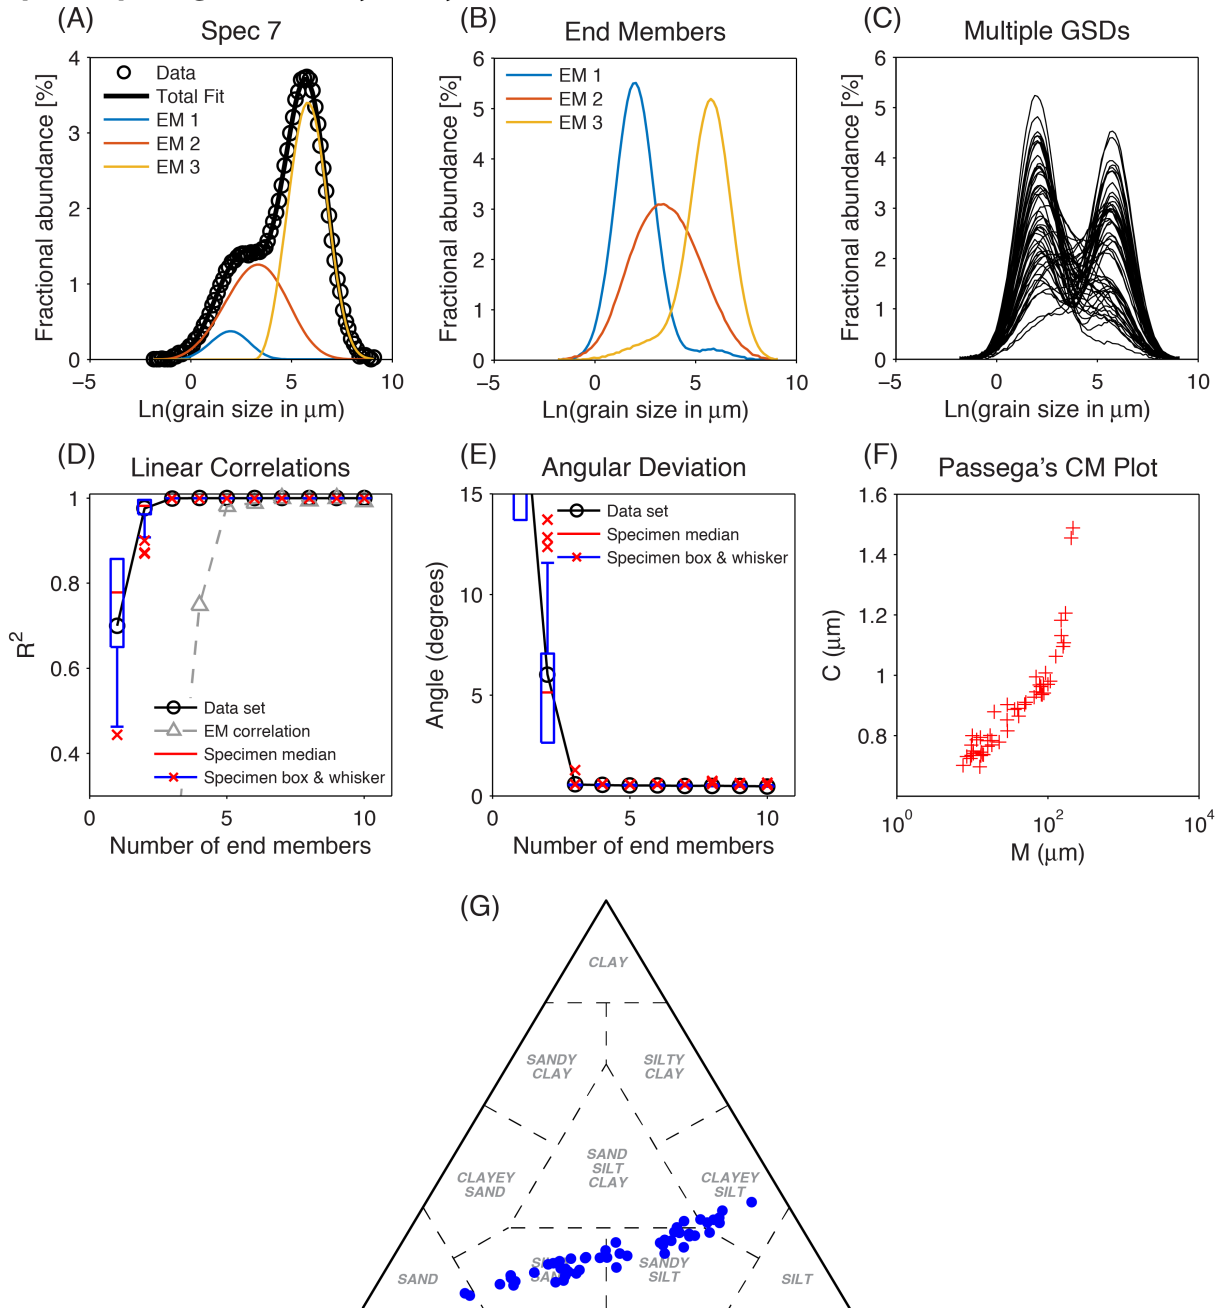 (A)
Spec 7
4
3
2
1
0
−5
0
5
10
Fractional abundance [%]
Ln(grain size in μm)
Data
Total Fit
EM 1
EM 2
EM 3
(B)
End Members
6
5
4
3
2
1
0
−5
0
5
10
Fractional abundance [%]
Ln(grain size in μm)
EM 1
EM 2
EM 3
(C)
Multiple GSDs
6
5
4
3
2
1
0
−5
0
5
10
Fractional abundance [%]
Ln(grain size in μm)
(D)
Linear Correlations
1
0.8
0.6
0.4
0
5
10
R²
Number of end members
Data set
EM correlation
Specimen median
Specimen box & whisker
(E)
Angular Deviation
15
10
5
0
0
5
10
Angle (degrees)
Number of end members
Data set
Specimen median
Specimen box & whisker
(F)
Passega's CM Plot
1.6
1.4
1.2
1
0.8
10⁰
10²
10⁴
C (μm)
M (μm)
(G)
CLAY
SANDY
CLAY
SILTY
CLAY
SAND
SILT
CLAY
CLAYEY
SAND
CLAYEY
SILT
SAND
SANDY
SILT
SILT